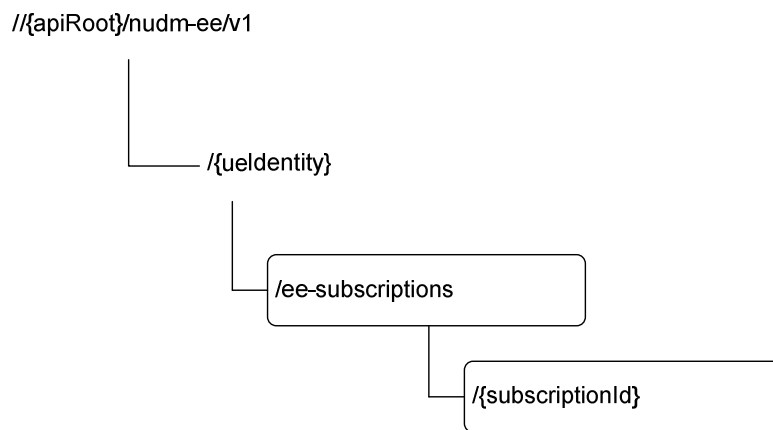 //{apiRoot}/nudm-ee/v1
/{ueIdentity}
/ee-subscriptions
/{subscriptionId}